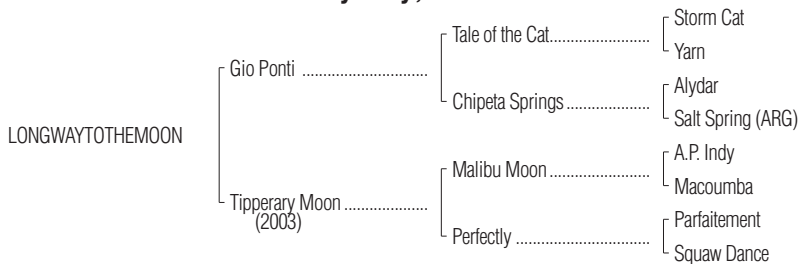 Storm Cat
Tale of the Cat..........................
Yarn
Gio Ponti .................................
Alydar
Chipeta Springs......................
Salt Spring (ARG)
LONGWAYTOTHEMOON
A.P. Indy
Malibu Moon ..........................
Macoumba
Tipperary Moon ......................
(2003)
Parfaitement
Perfectly ...................................
Squaw Dance